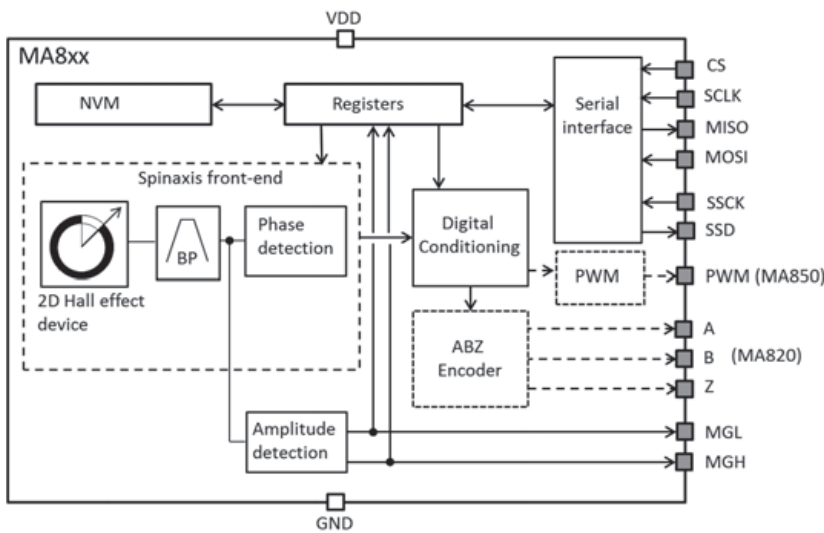 VDD
MA8xx
NVM
Registers
Serial
interface
CS
SCLK
MISO
MOSI
SSCK
SSD
Spinaxis front-end
BP
Phase
detection
2D Hall effect
device
Digital
Conditioning
PWM
PWM (MA850)
ABZ
Encoder
A
B (MA820)
Z
Amplitude
detection
MGL
MGH
GND